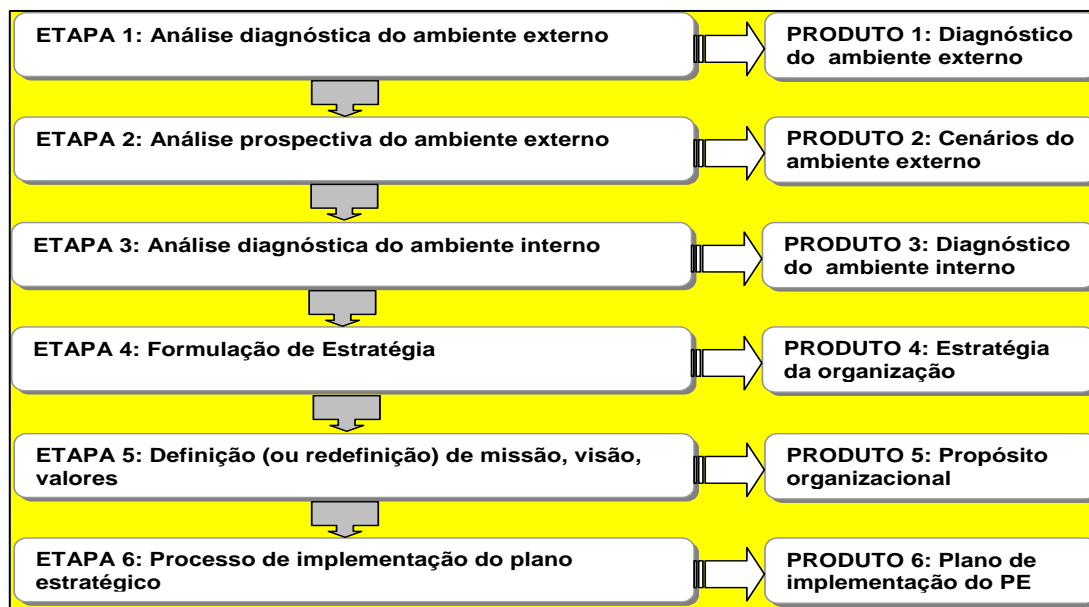 ETAPA 1: Análise diagnóstica do ambiente externo
PRODUTO 1: Diagnóstico
do ambiente externo
ETAPA 2: Análise prospectiva do ambiente externo
PRODUTO 2: Cenários do
ambiente externo
ETAPA 3: Análise diagnóstica do ambiente interno
PRODUTO 3: Diagnóstico
do ambiente interno
ETAPA 4: Formulação de Estratégia
PRODUTO 4: Estratégia
da organização
ETAPA 5: Definição (ou redefinição) de missão, visão,
valores
PRODUTO 5: Propósito
organizacional
ETAPA 6: Processo de implementação do plano
estratégico
PRODUTO 6: Plano de
implementação do PE